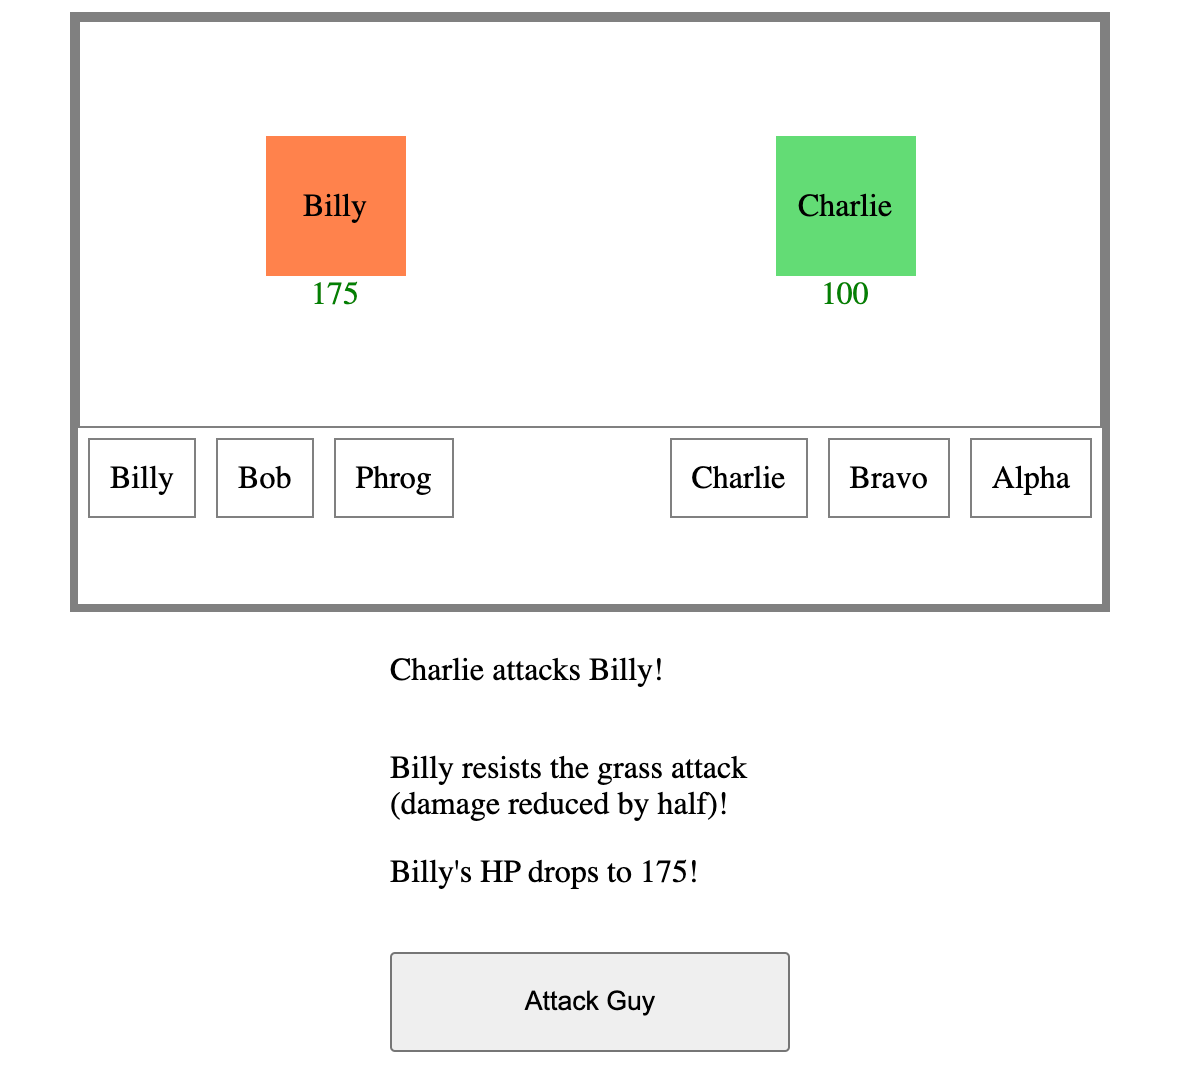 Billy
Charlie
175
100
Billy
Bob
Phrog
Charlie
Bravo
Alpha
Charlie attacks Billy!
Billy resists the grass attack
(damage reduced by half)!
Billy's HP drops to 175!
Attack Guy